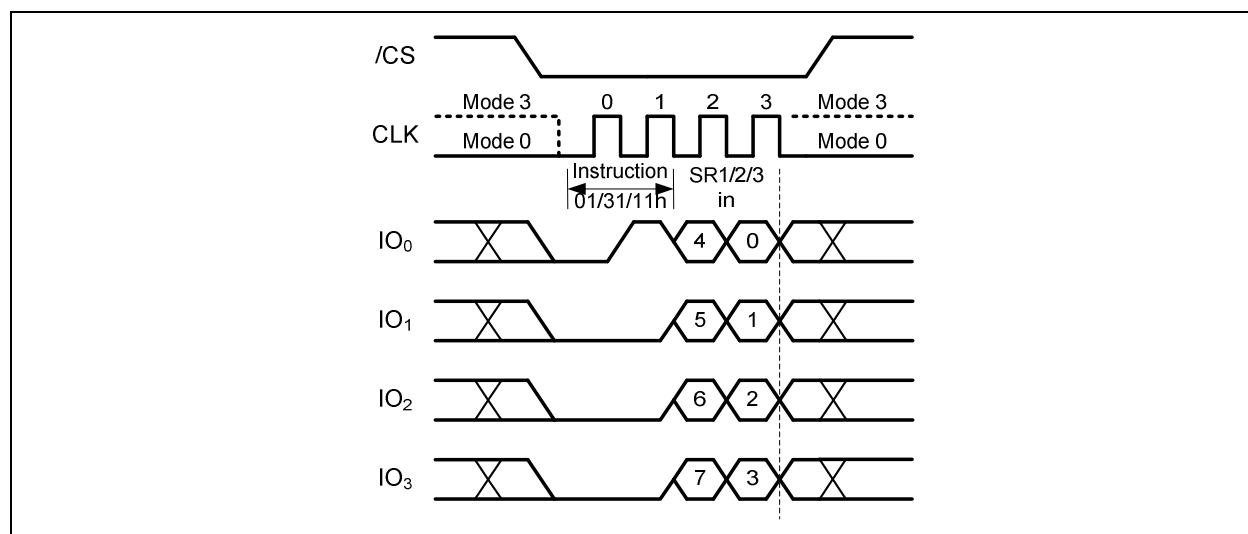 /CS
Mode 3 0 1 2 3 Mode 3
CLK
Mode 0 Mode 0
Instruction SR1/2/3
01/31/11h in
IO₀ 4 0
IO₁ 5 1
IO₂ 6 2
IO₃ 7 3